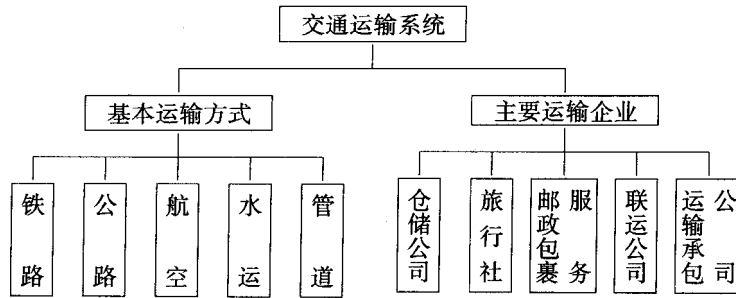 交通运输系统
基本运输方式
主要运输企业
铁路
公路
航空
水运
管道
仓储公司
旅行社
邮政包裹服务
联运公司
运输承包公司